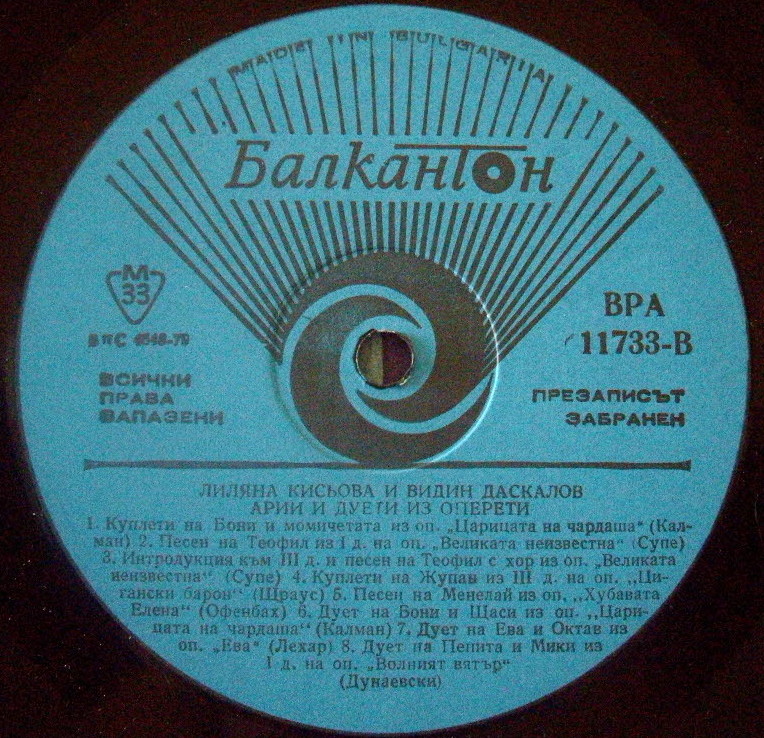 MADE IN BULGARIA
Балкантон
М
33
ВРА
11733-В
ВСИЧКИ
ПРАВА
ЗАПАЗЕНИ
ПРЕЗАПИСЪТ
ЗАБРАНЕН
ЛИЛЯНА КИСЬОВА И ВИДИН ДАСКАЛОВ
АРИИ И ДУЕТИ ИЗ ОПЕРЕТИ
1. Куплети на Бони и момичетата из оп. „Царицата на чардаша“ (Кал-
ман) 2. Песен на Теофил из I д. на оп. „Великата неизвестна“ (Супе)
3. Интродукция към III д. и песен на Теофил с хор из оп. „Великата
неизвестна“ (Супе) 4. Куплети на Жупан из III д. на оп. „Ци-
гански барон“ (Щраус) 5. Песен на Менелай из оп. „Хубавата
Елена“ (Офенбах) 6. Дует на Бони и Щаси из оп. „Цари-
цата на чардаша“ (Калман) 7. Дует на Ева и Октав из
оп. „Ева“ (Лехар) 8. Дует на Пепита и Мики из
I д. на оп. „Волният вятър“
(Дунаевски)